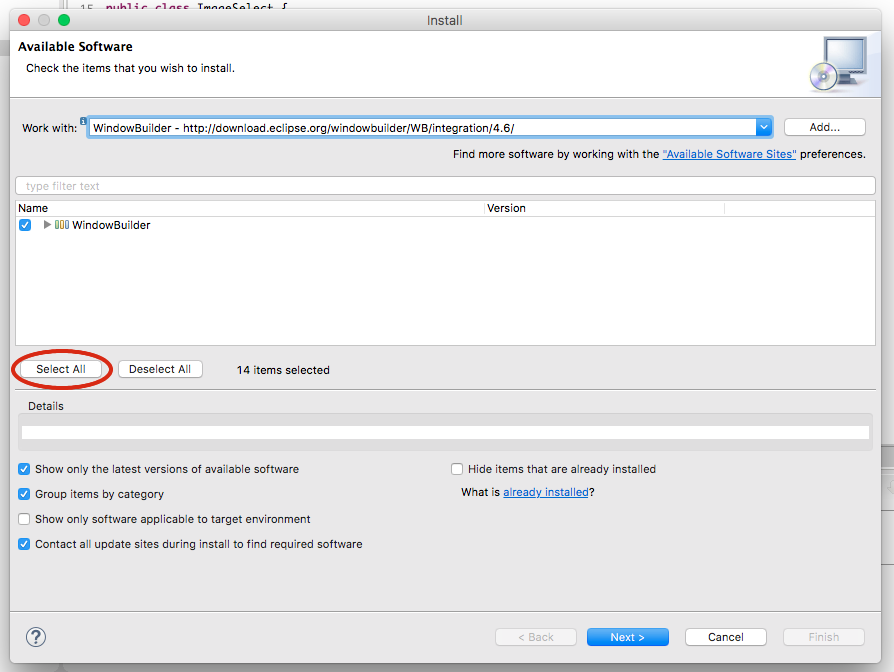 15 public class ImageSelect {
Install
Available Software
Check the items that you wish to install.
Work with: WindowBuilder - http://download.eclipse.org/windowbuilder/WB/integration/4.6/ Add...
Find more software by working with the "Available Software Sites" preferences.
type filter text
Name Version
WindowBuilder
Select All Deselect All 14 items selected
Details
Show only the latest versions of available software Hide items that are already installed
Group items by category What is already installed?
Show only software applicable to target environment
Contact all update sites during install to find required software
? < Back Next > Cancel Finish